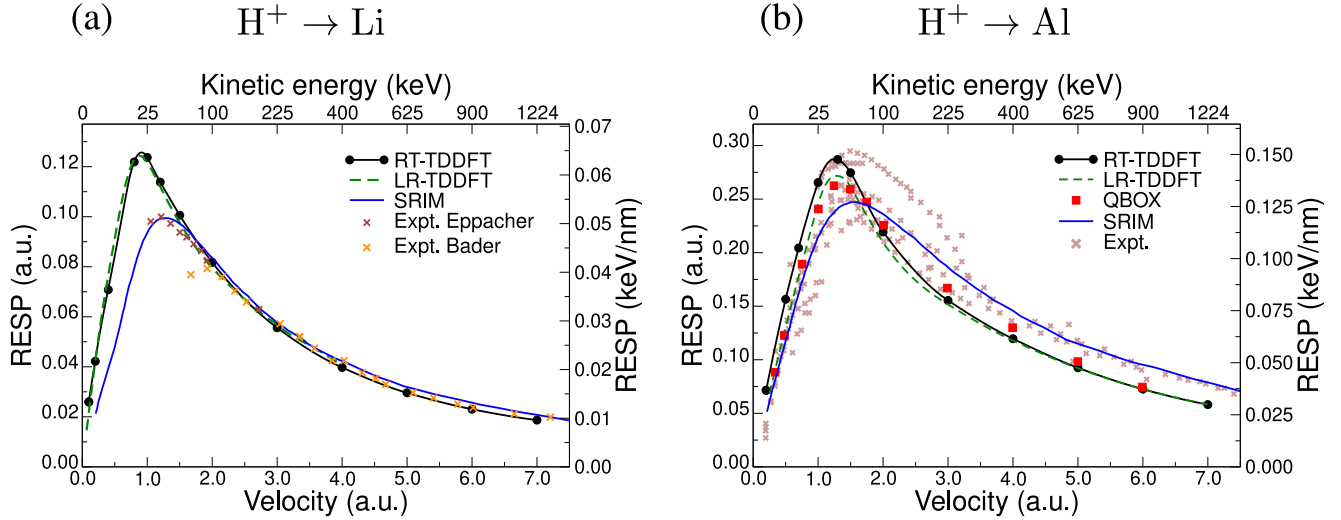 (a)
H⁺ → Li
Kinetic energy (keV)
0 25 100 225 400 625 900 1224
RT-TDDFT
LR-TDDFT
SRIM
Expt. Eppacher
Expt. Bader
RESP (a.u.)
0.12
0.10
0.08
0.06
0.04
0.02
0.00
RESP (keV/nm)
0.07
0.06
0.05
0.04
0.03
0.02
0.01
0.00
0.0 1.0 2.0 3.0 4.0 5.0 6.0 7.0
Velocity (a.u.)
(b)
H⁺ → Al
Kinetic energy (keV)
0 25 100 225 400 625 900 1224
RT-TDDFT
LR-TDDFT
QBOX
SRIM
Expt.
RESP (a.u.)
0.30
0.25
0.20
0.15
0.10
0.05
0.00
RESP (keV/nm)
0.150
0.125
0.100
0.075
0.050
0.025
0.000
0.0 1.0 2.0 3.0 4.0 5.0 6.0 7.0
Velocity (a.u.)